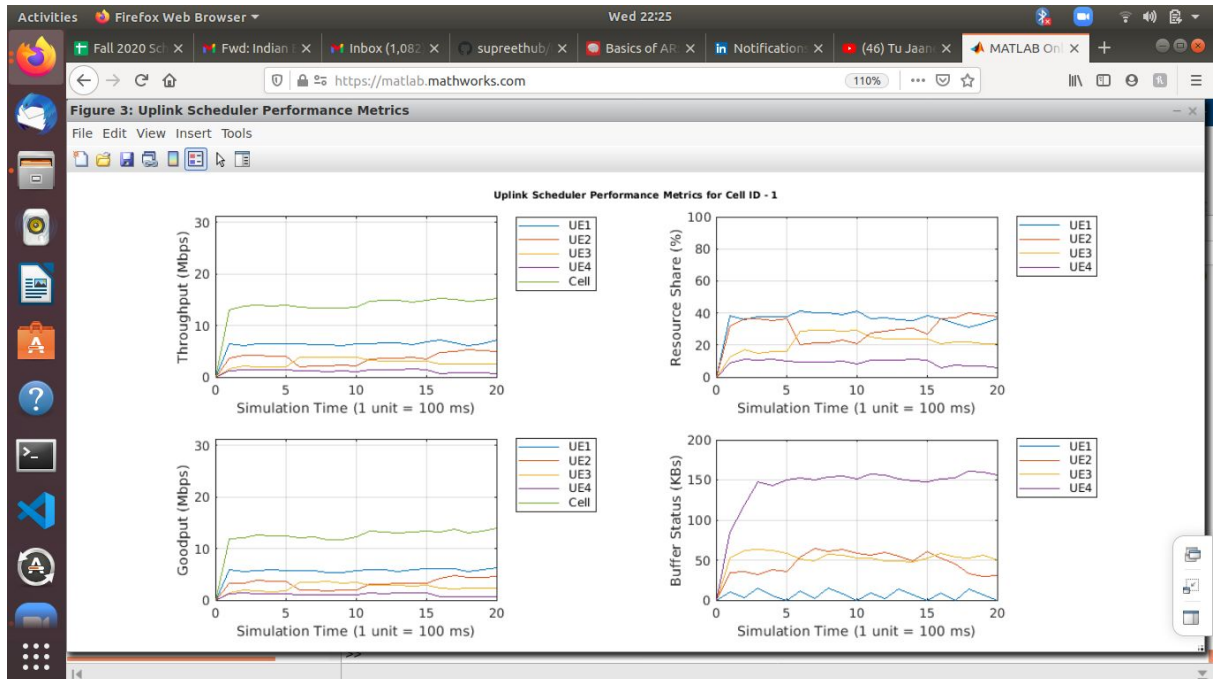 Activities Firefox Web Browser Wed 22:25
Fall 2020 Sch Fwd: Indian E Inbox (1,082 supreethub/ Basics of AR: Notifications (46) Tu Jaane MATLAB Onl
https://matlab.mathworks.com 110%
Figure 3: Uplink Scheduler Performance Metrics
File Edit View Insert Tools
Uplink Scheduler Performance Metrics for Cell ID - 1
Throughput (Mbps)
30
20
10
0
0 5 10 15 20
Simulation Time (1 unit = 100 ms)
UE1
UE2
UE3
UE4
Cell
Resource Share (%)
100
80
60
40
20
0
0 5 10 15 20
Simulation Time (1 unit = 100 ms)
UE1
UE2
UE3
UE4
Goodput (Mbps)
30
20
10
0
0 5 10 15 20
Simulation Time (1 unit = 100 ms)
UE1
UE2
UE3
UE4
Cell
Buffer Status (KBs)
200
150
100
50
0
0 5 10 15 20
Simulation Time (1 unit = 100 ms)
UE1
UE2
UE3
UE4
>>